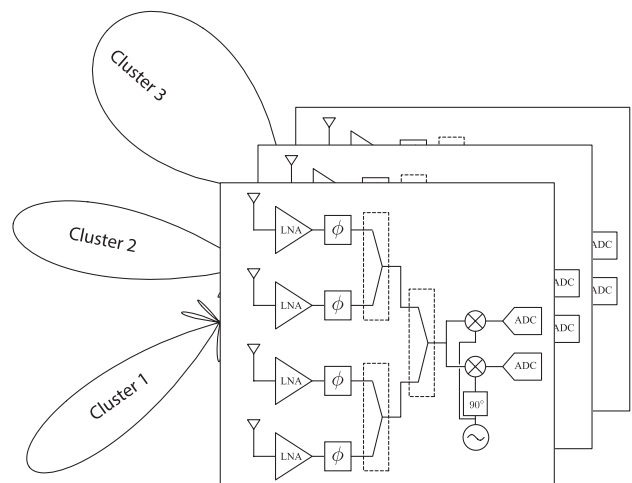 Cluster 3
Cluster 2
Cluster 1
ADC
ADC
ADC
ADC
LNA
ϕ
LNA
ϕ
ADC
LNA
ϕ
ADC
90°
LNA
ϕ